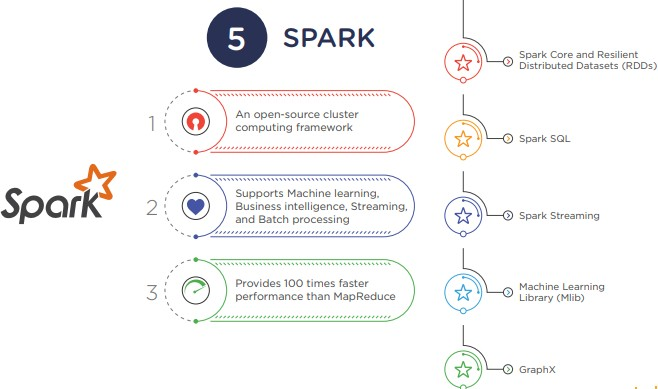 5 SPARK
Spark
1
An open-source cluster
computing framework
2
Supports Machine learning,
Business intelligence, Streaming,
and Batch processing
3
Provides 100 times faster
performance than MapReduce
Spark Core and Resilient
Distributed Datasets (RDDs)
Spark SQL
Spark Streaming
Machine Learning
Library (Mlib)
GraphX